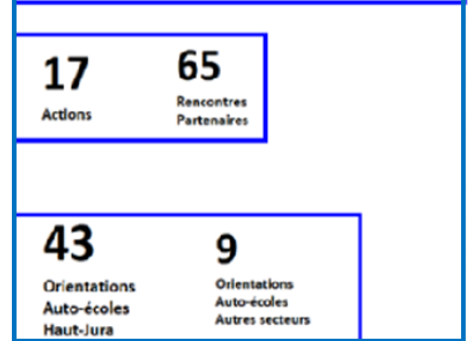 17
Actions
65
Rencontres
Partenaires
43
Orientations
Auto-écoles
Haut-Jura
9
Orientations
Auto-écoles
Autres secteurs